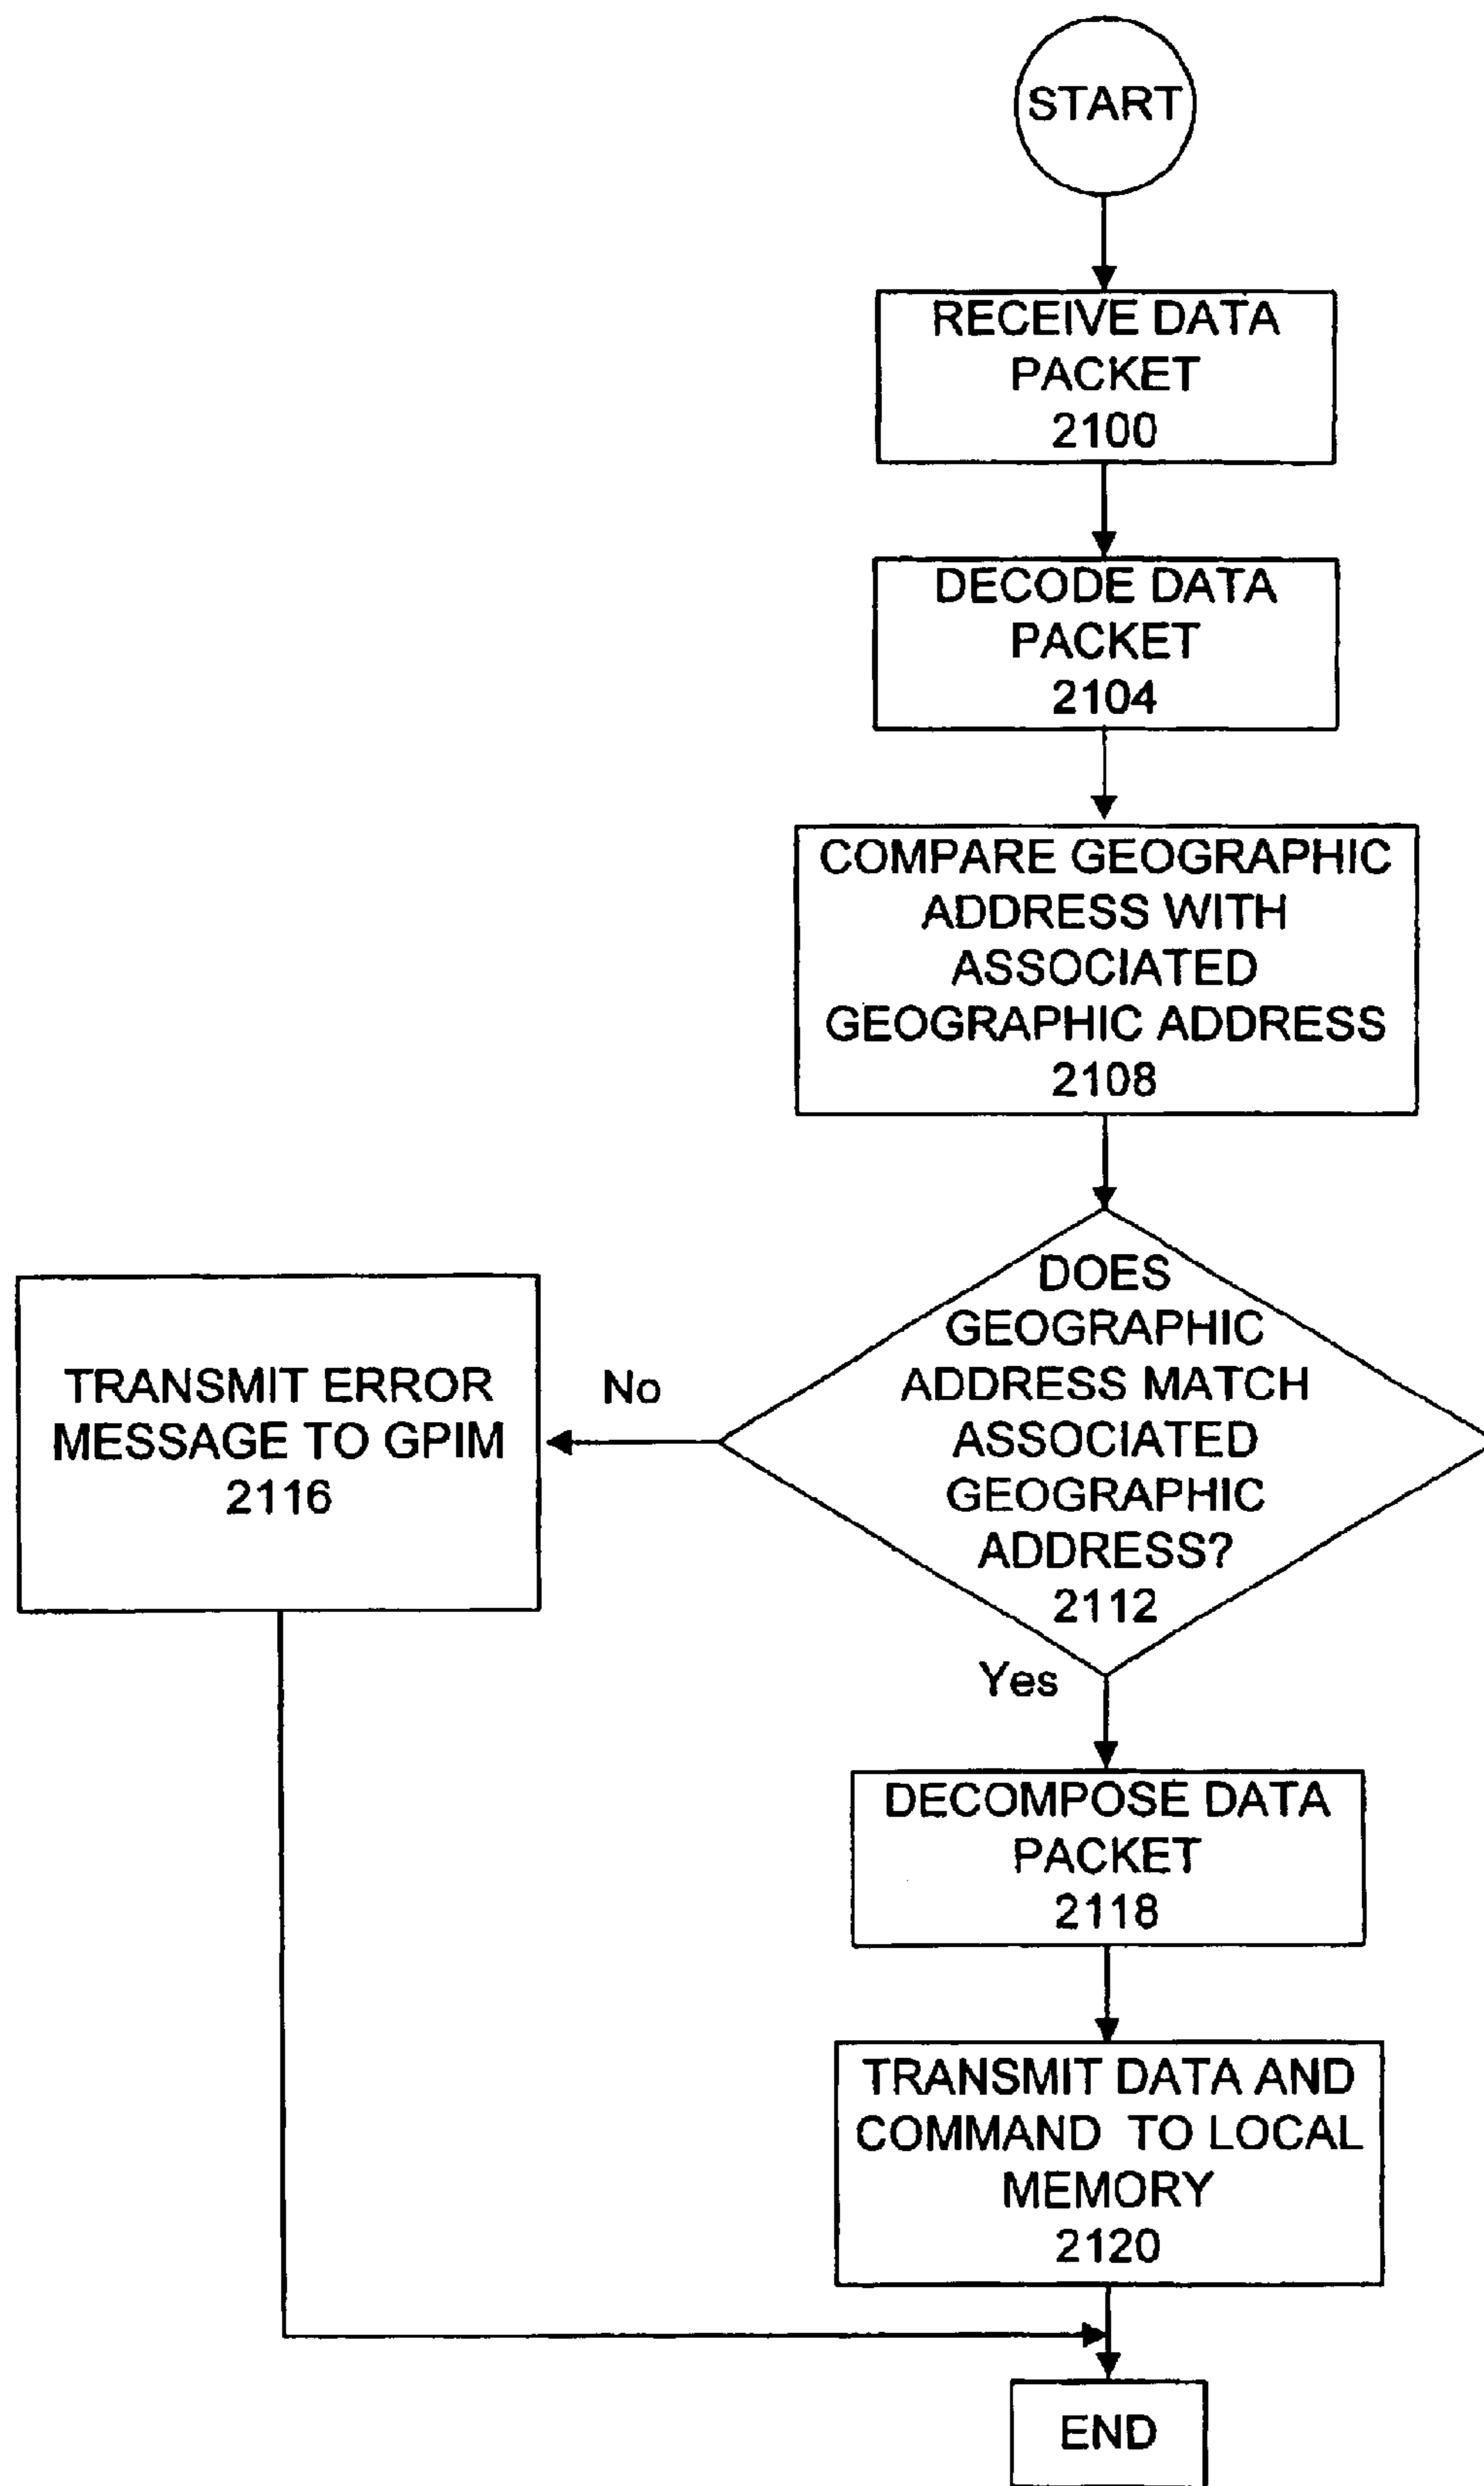 START
RECEIVE DATA
PACKET
2100
DECODE DATA
PACKET
2104
COMPARE GEOGRAPHIC
ADDRESS WITH
ASSOCIATED
GEOGRAPHIC ADDRESS
2108
DOES
GEOGRAPHIC
ADDRESS MATCH
ASSOCIATED
GEOGRAPHIC
ADDRESS?
2112
No
TRANSMIT ERROR
MESSAGE TO GPIM
2116
Yes
DECOMPOSE DATA
PACKET
2118
TRANSMIT DATA AND
COMMAND TO LOCAL
MEMORY
2120
END